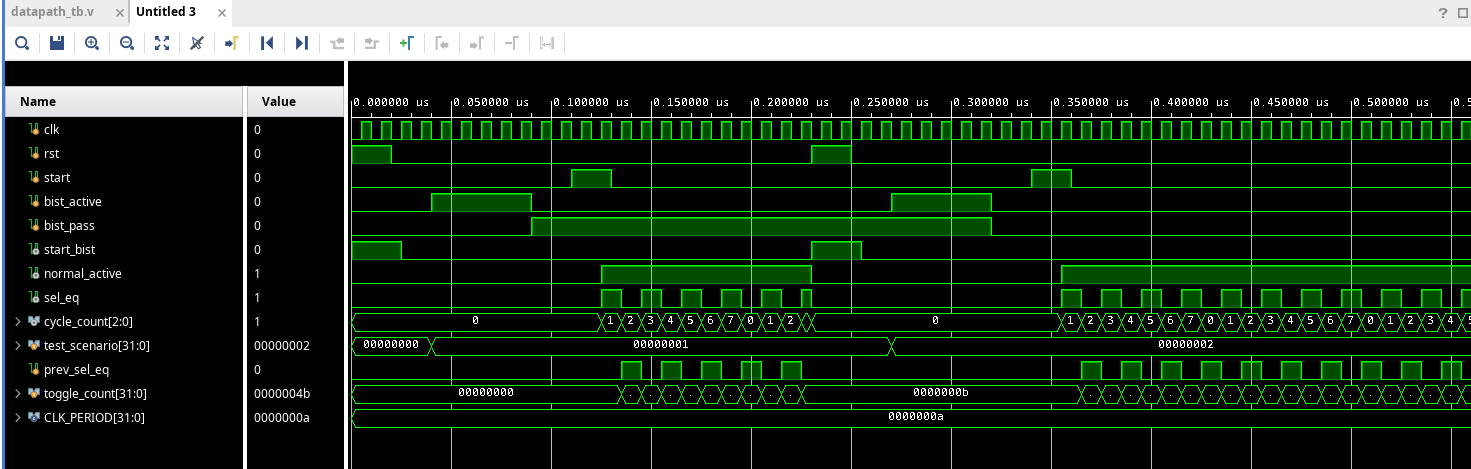 datapath_tb.v × Untitled 3 × ?
Name Value 0.000000 us 0.050000 us 0.100000 us 0.150000 us 0.200000 us 0.250000 us 0.300000 us 0.350000 us 0.400000 us 0.450000 us 0.500000 us 0.5
clk 0
rst 0
start 0
bist_active 0
bist_pass 0
start_bist 0
normal_active 1
sel_eq 1
cycle_count[2:0] 1 0 1 2 3 4 5 6 7 0 1 2 0 1 2 3 4 5 6 7 0 1 2 3 4 5 6 7 0 1 2 3 4 5
test_scenario[31:0] 00000002 00000000 00000001 00000002
prev_sel_eq 0
toggle_count[31:0] 0000004b 00000000 0000000b
CLK_PERIOD[31:0] 0000000a 0000000a